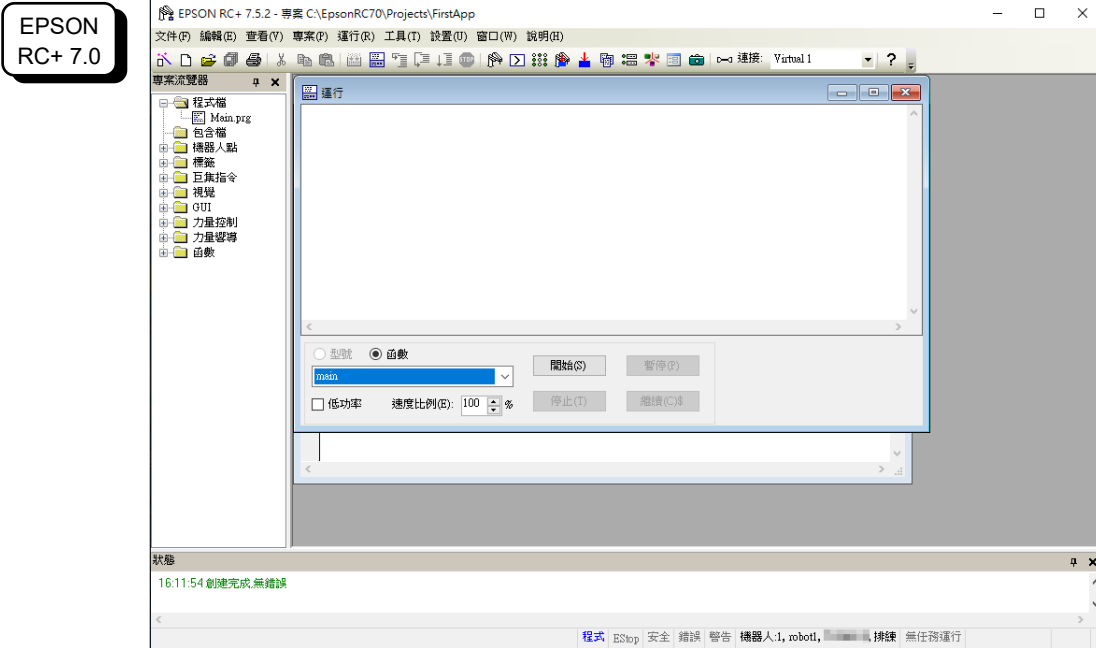 EPSON
RC+ 7.0
EPSON RC+ 7.5.2 - 專案 C:\EpsonRC70\Projects\FirstApp
文件(F) 編輯(E) 查看(V) 專案(P) 運行(R) 工具(T) 設置(U) 窗口(W) 說明(H)
連接: Virtual 1
專案流覽器
程式檔
Main.prg
包含檔
機器人點
標籤
巨集指令
視覺
GUI
力量控制
力量嚮導
函數
運行
型號 函數
main
開始(S) 暫停(P)
低功率 速度比例(E): 100 %
停止(T) 繼續(C)$
狀態
16:11:54 創建完成,無錯誤
程式 EStop 安全 錯誤 警告 機器人:1, robot1, 排練 無任務運行